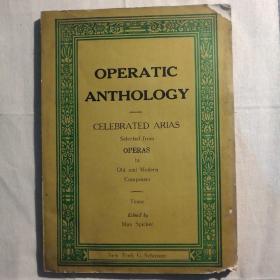 OPERATIC
ANTHOLOGY
CELEBRATED ARIAS
Selected from
OPERAS
by
Old and Modern
Composers
Tenor
Edited by
Max Spicker
New York G. Schirmer